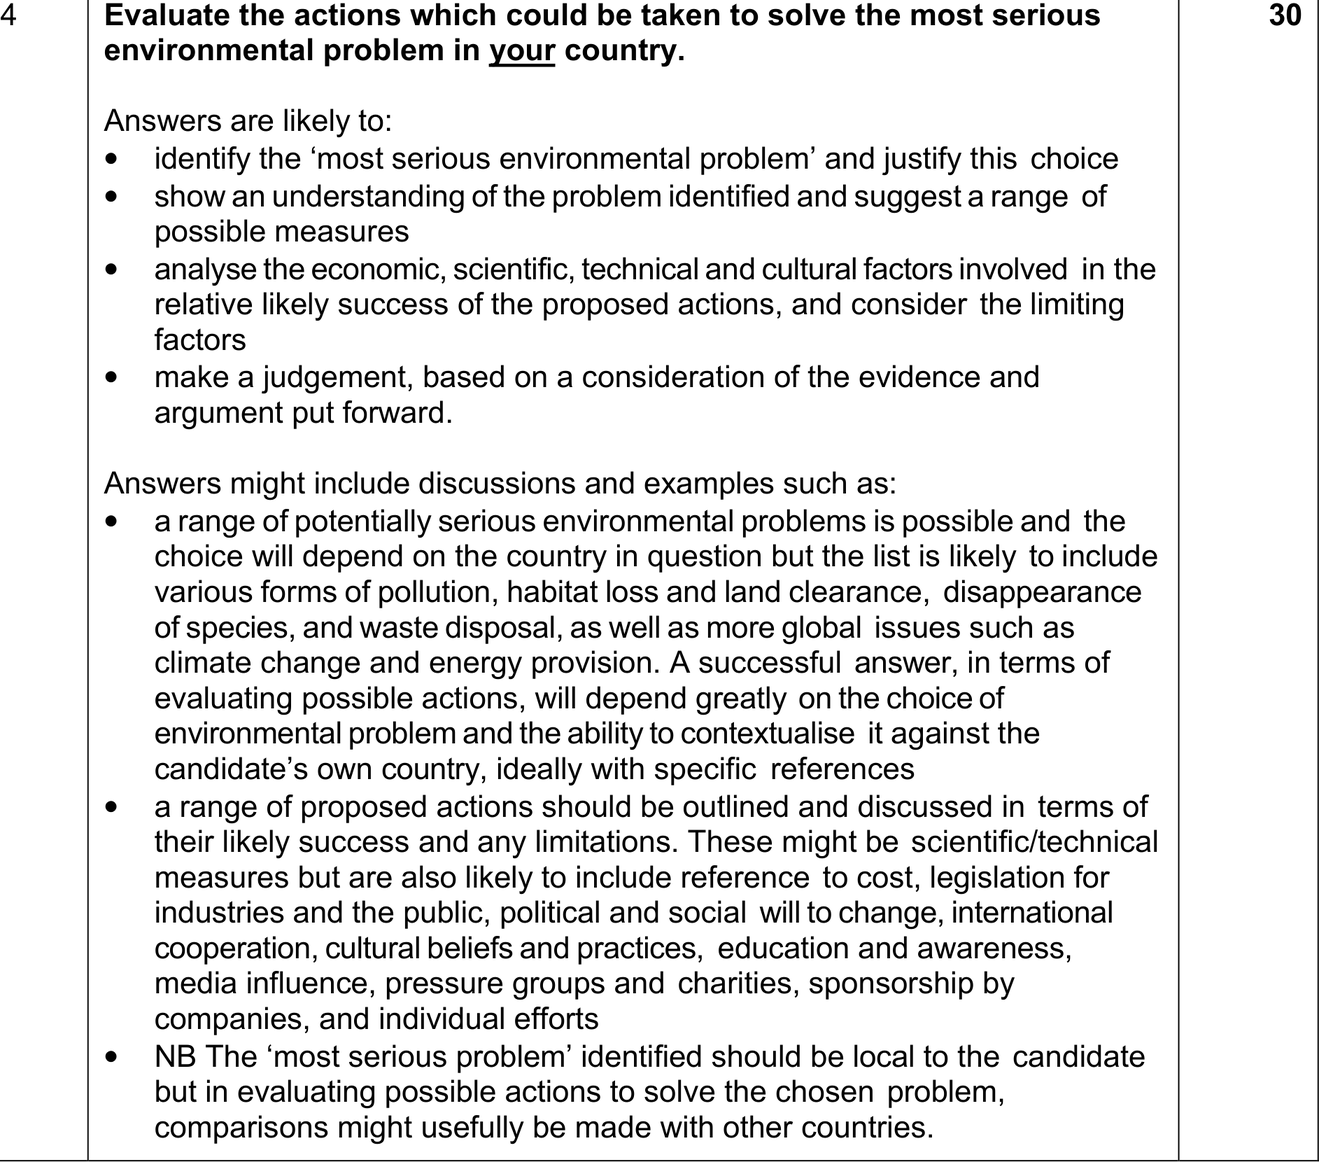 4 Evaluate the actions which could be taken to solve the most serious 30
environmental problem in your country.
Answers are likely to:
• identify the ‘most serious environmental problem’ and justify this choice
• show an understanding of the problem identified and suggest a range of
possible measures
• analyse the economic, scientific, technical and cultural factors involved in the
relative likely success of the proposed actions, and consider the limiting
factors
• make a judgement, based on a consideration of the evidence and
argument put forward.
Answers might include discussions and examples such as:
• a range of potentially serious environmental problems is possible and the
choice will depend on the country in question but the list is likely to include
various forms of pollution, habitat loss and land clearance, disappearance
of species, and waste disposal, as well as more global issues such as
climate change and energy provision. A successful answer, in terms of
evaluating possible actions, will depend greatly on the choice of
environmental problem and the ability to contextualise it against the
candidate’s own country, ideally with specific references
• a range of proposed actions should be outlined and discussed in terms of
their likely success and any limitations. These might be scientific/technical
measures but are also likely to include reference to cost, legislation for
industries and the public, political and social will to change, international
cooperation, cultural beliefs and practices, education and awareness,
media influence, pressure groups and charities, sponsorship by
companies, and individual efforts
• NB The ‘most serious problem’ identified should be local to the candidate
but in evaluating possible actions to solve the chosen problem,
comparisons might usefully be made with other countries.